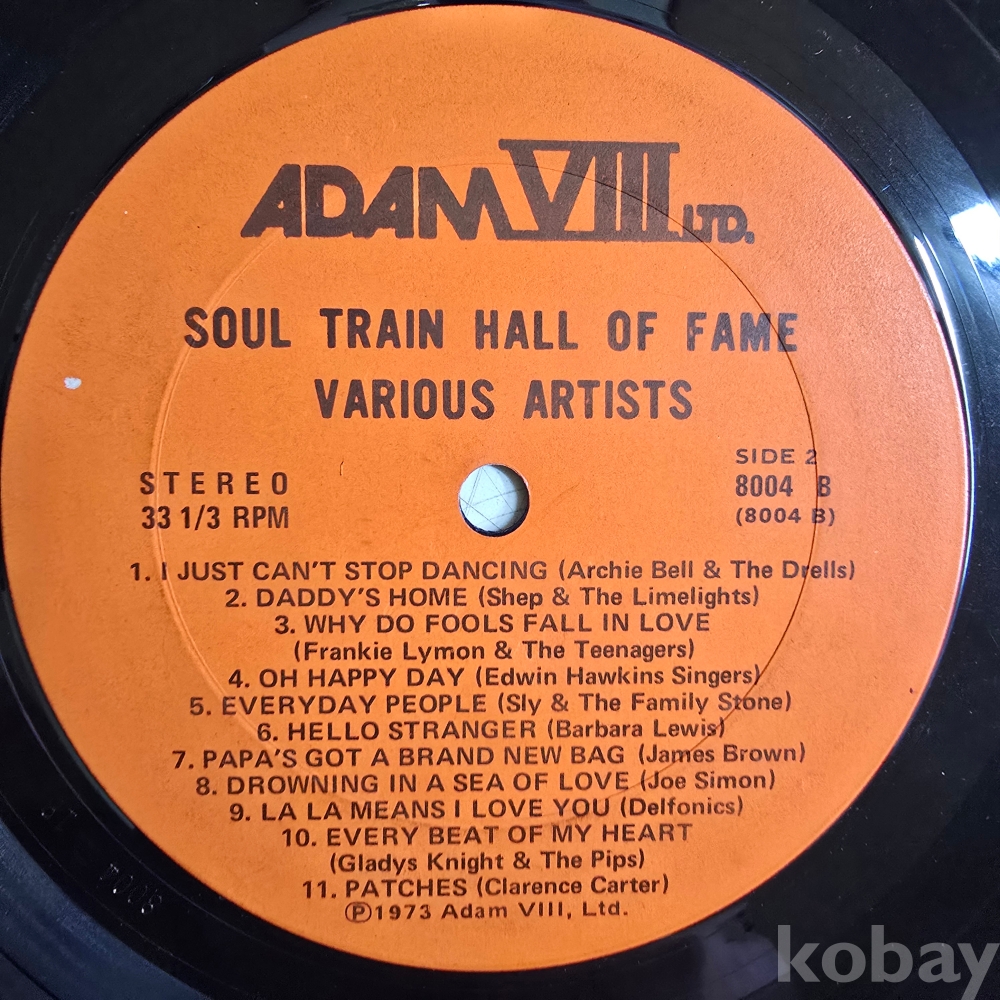 ADAM VIII LTD.
SOUL TRAIN HALL OF FAME
VARIOUS ARTISTS
STEREO
33 1/3 RPM
SIDE 2
8004 B
(8004 B)
1. I JUST CAN'T STOP DANCING (Archie Bell & The Drells)
2. DADDY'S HOME (Shep & The Limelights)
3. WHY DO FOOLS FALL IN LOVE
(Frankie Lymon & The Teenagers)
4. OH HAPPY DAY (Edwin Hawkins Singers)
5. EVERYDAY PEOPLE (Sly & The Family Stone)
6. HELLO STRANGER (Barbara Lewis)
7. PAPA'S GOT A BRAND NEW BAG (James Brown)
8. DROWNING IN A SEA OF LOVE (Joe Simon)
9. LA LA MEANS I LOVE YOU (Delfonics)
10. EVERY BEAT OF MY HEART
(Gladys Knight & The Pips)
11. PATCHES (Clarence Carter)
Ⓟ1973 Adam VIII, Ltd.
kobay